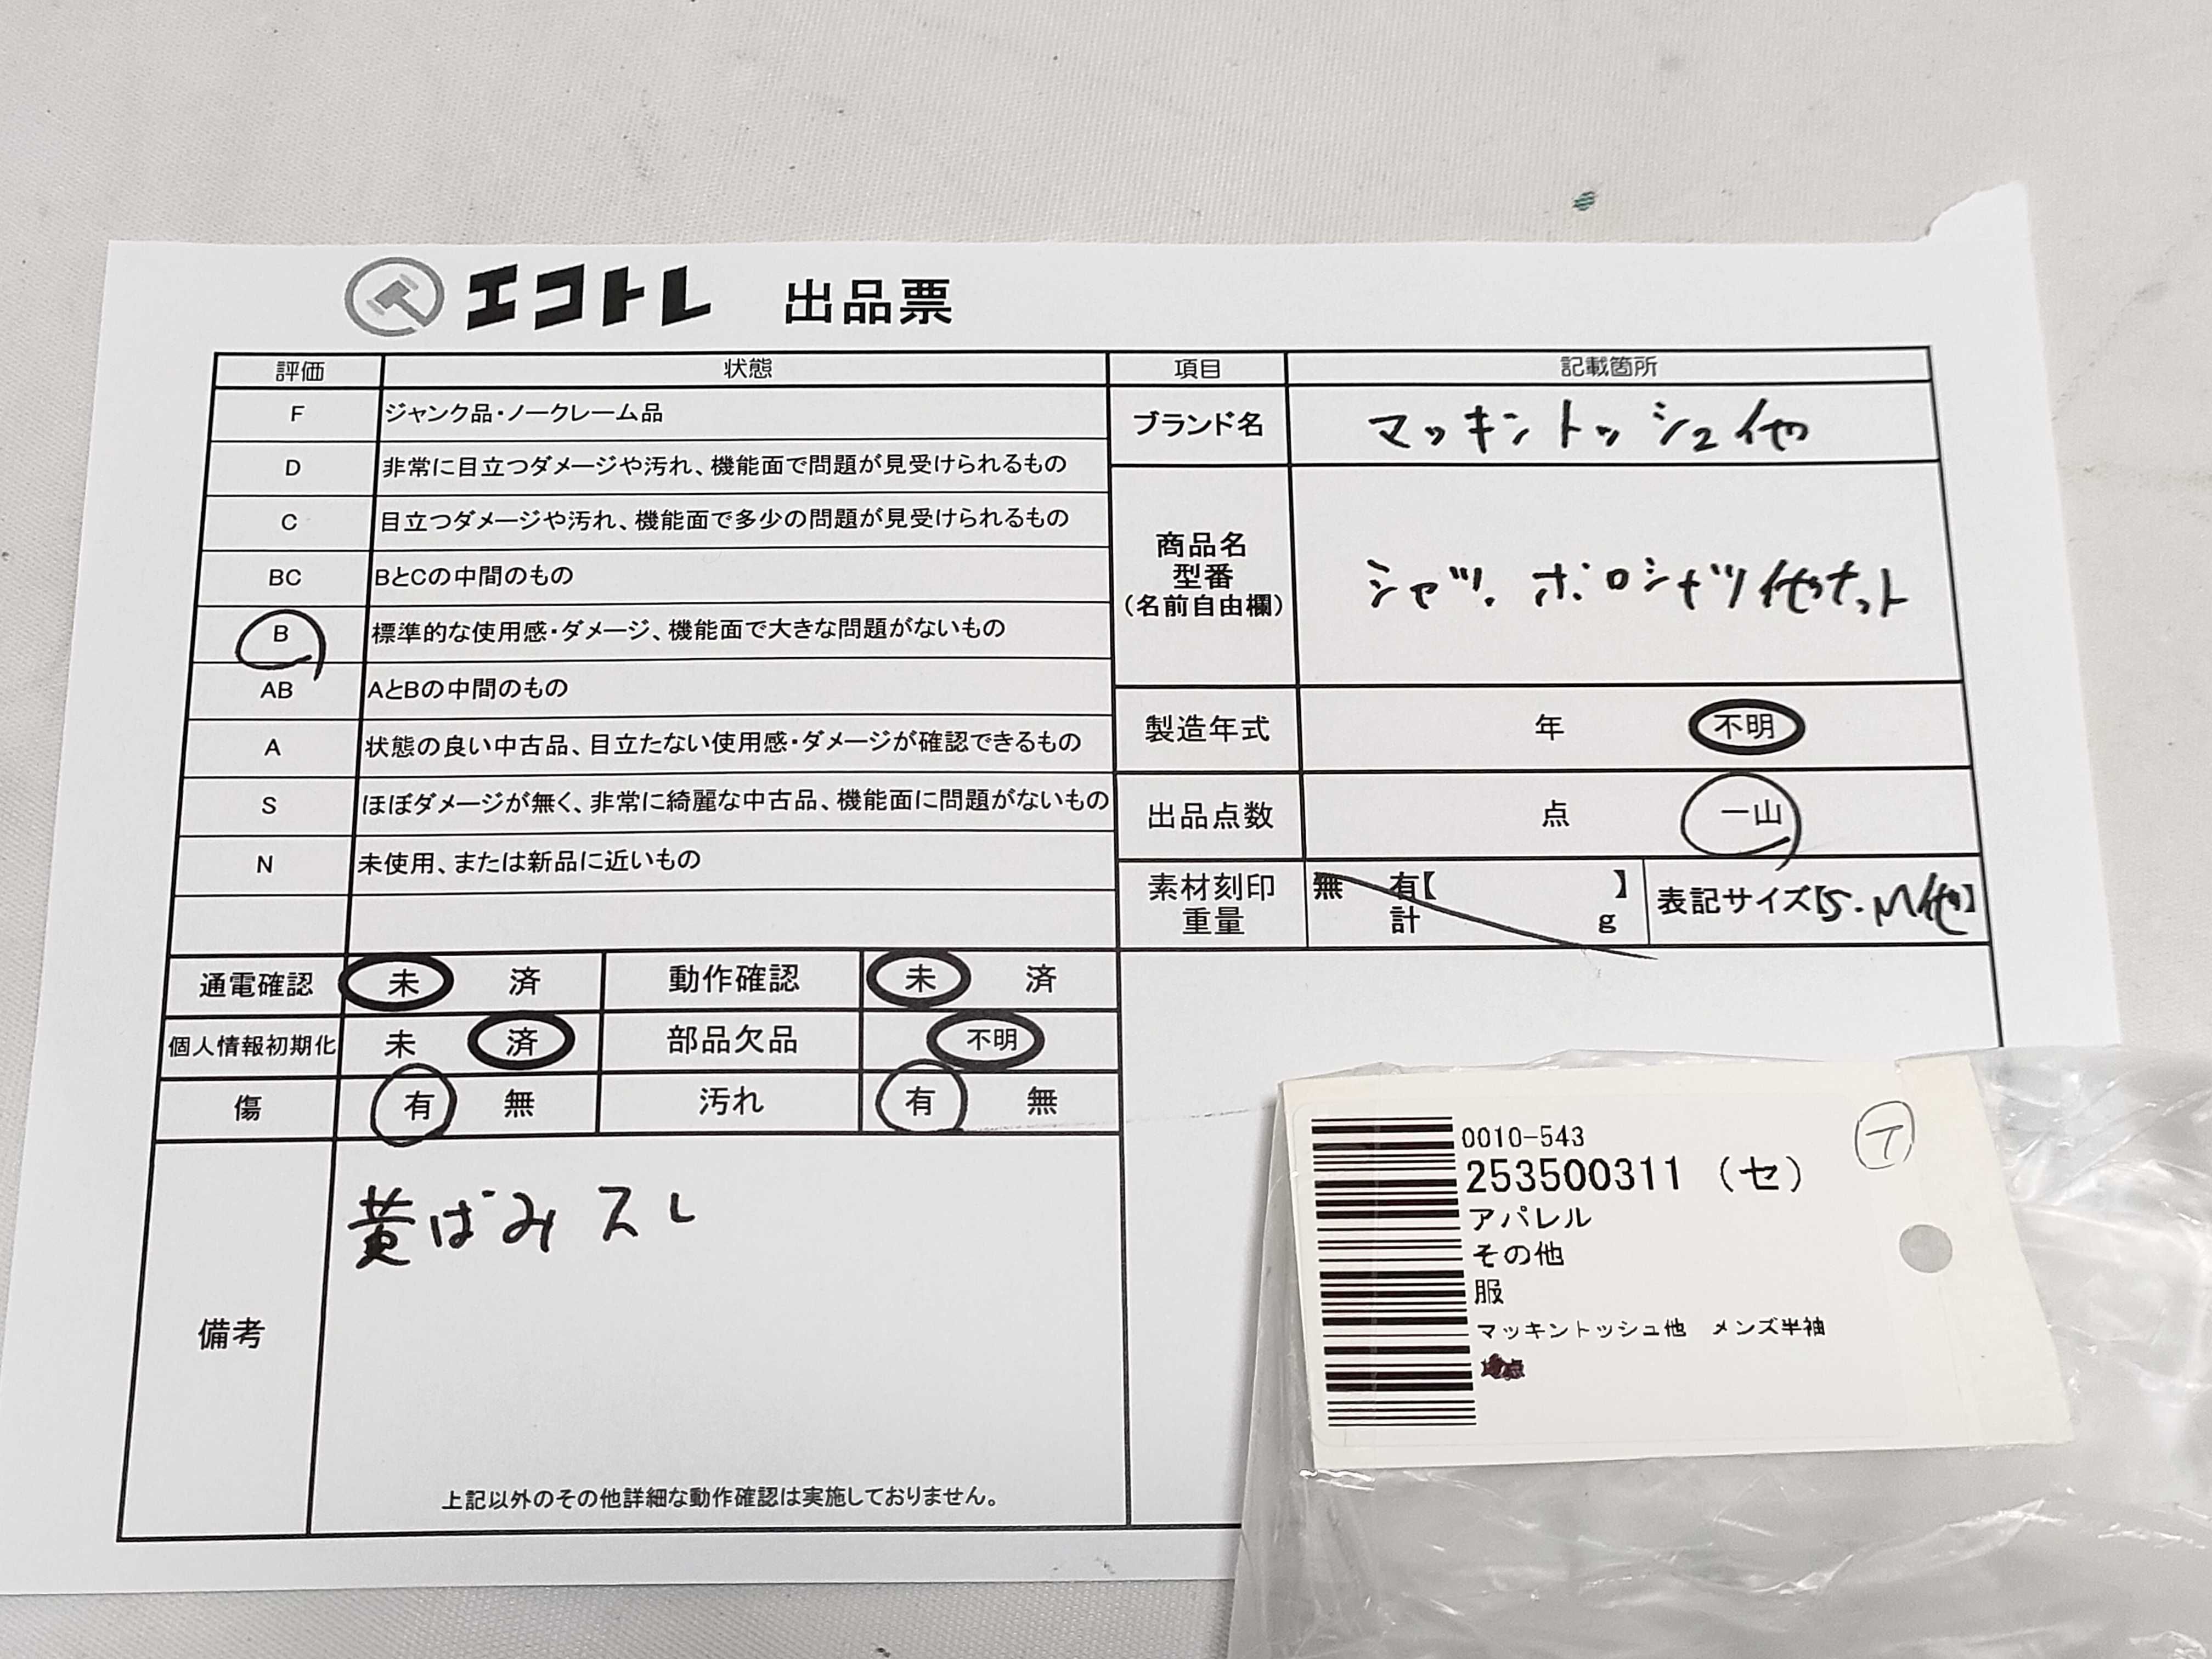 エコトレ 出品票
評価 状態 項目 記載箇所
F ジャンク品・ノークレーム品
D 非常に目立つダメージや汚れ、機能面で問題が見受けられるもの
C 目立つダメージや汚れ、機能面で多少の問題が見受けられるもの
BC BとCの中間のもの
B 標準的な使用感・ダメージ、機能面で大きな問題がないもの
AB AとBの中間のもの
A 状態の良い中古品、目立たない使用感・ダメージが確認できるもの
S ほぼダメージが無く、非常に綺麗な中古品、機能面に問題がないもの
N 未使用、または新品に近いもの
ブランド名 マッキントッシュ他
商品名
型番
(名前自由欄)
シャツ、ポロシャツ他セット
製造年式 年 不明
出品点数 点 一山
素材刻印 無 有【 】
重量 計 g
表記サイズ【S.M他】
通電確認 未 済 動作確認 未 済
個人情報初期化 未 済 部品欠品 不明
傷 有 無 汚れ 有 無
備考
黄ばみ スレ
上記以外のその他詳細な動作確認は実施しておりません。
0010-543
253500311 (セ)
アパレル
その他
服
マッキントッシュ他 メンズ半袖